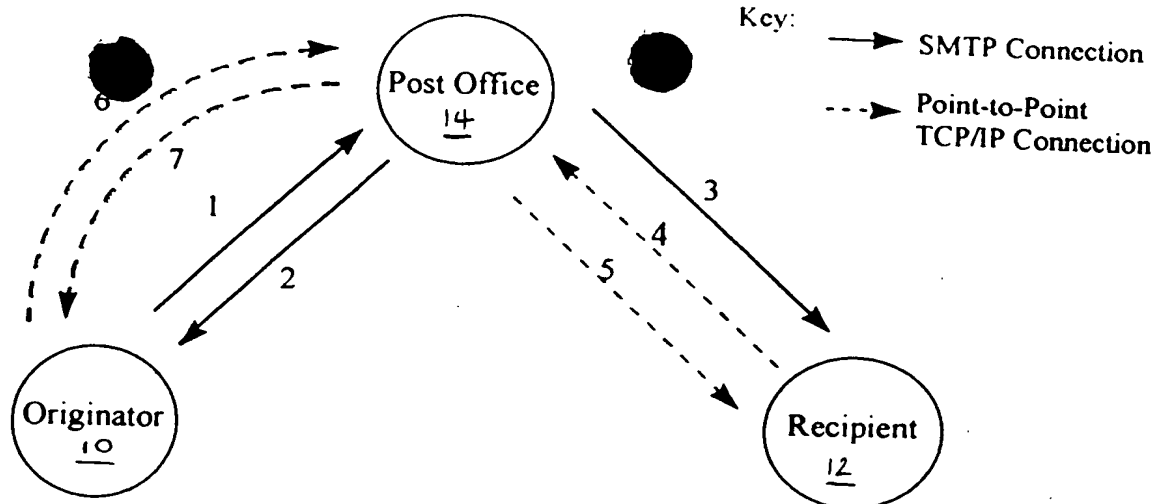 Key:
SMTP Connection
Point-to-Point
TCP/IP Connection
Post Office
14
6
7
1
2
3
4
5
Originator
10
Recipient
12